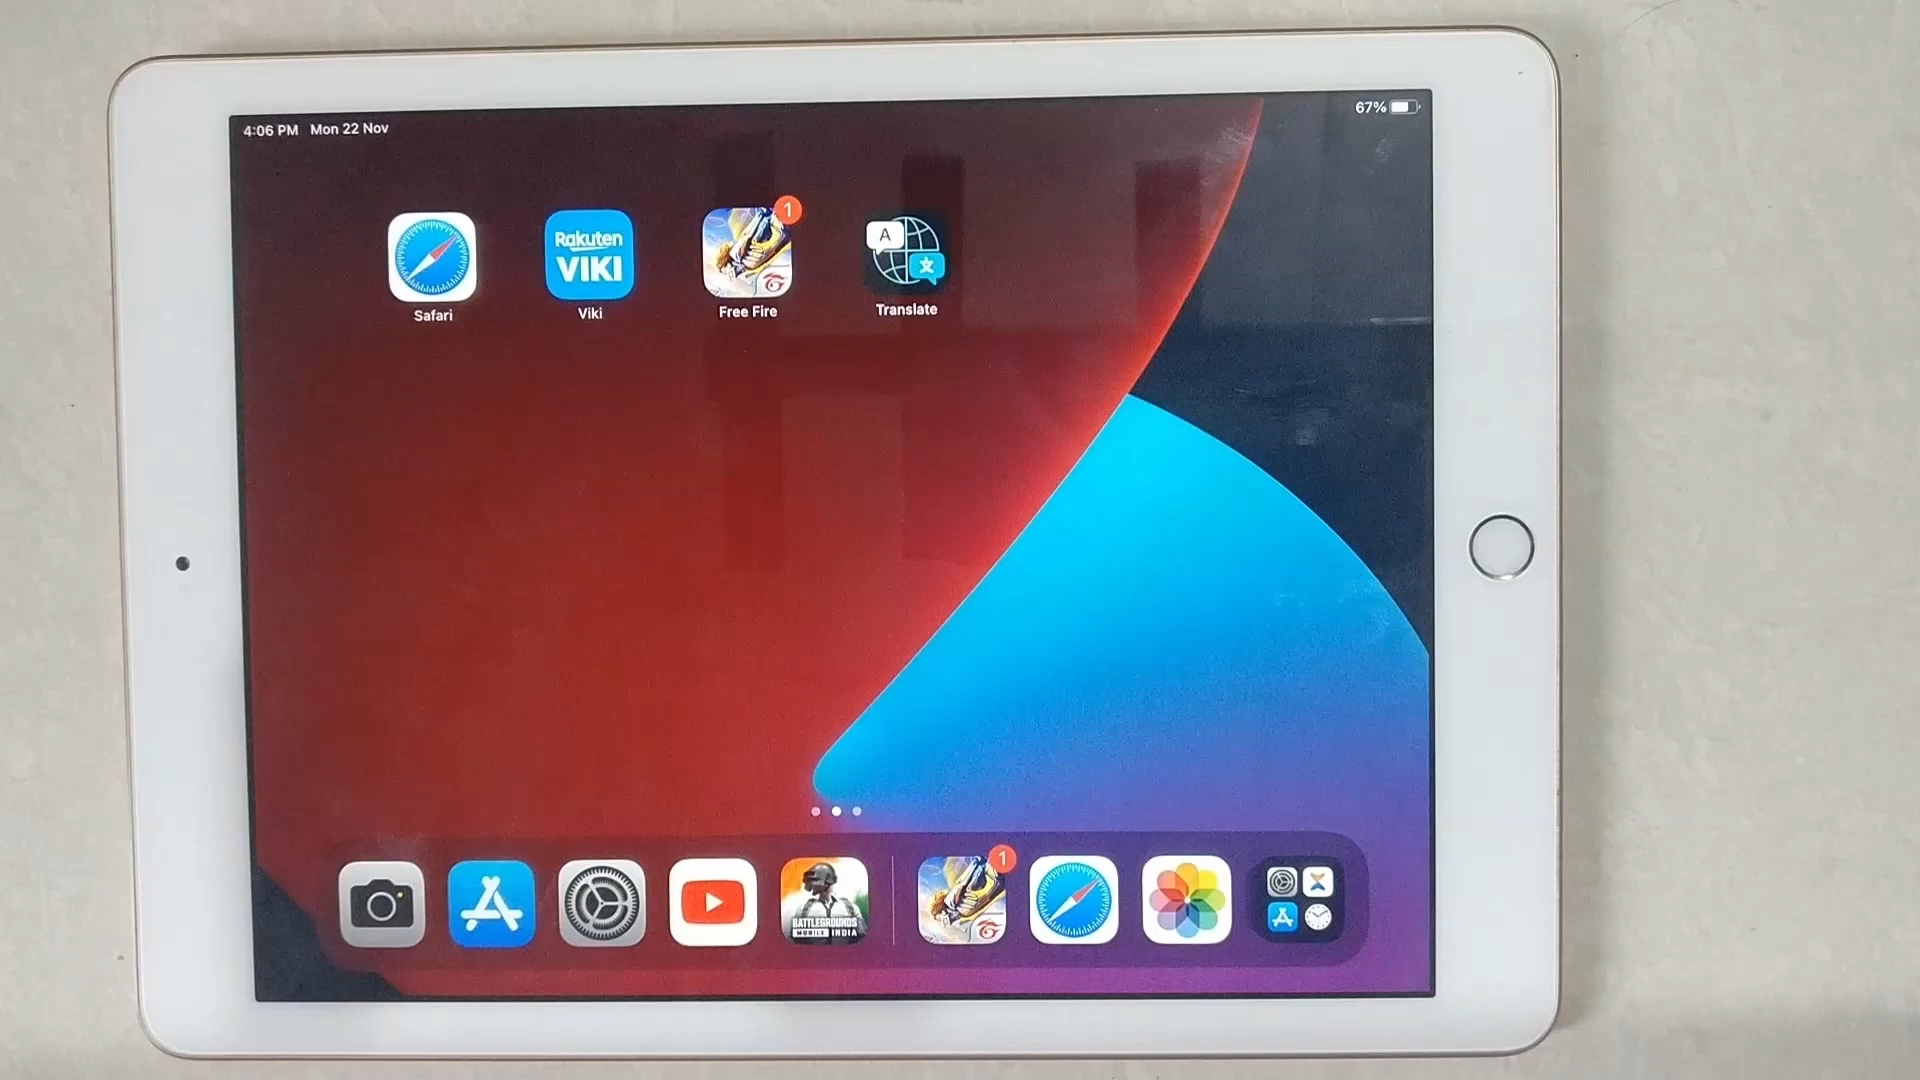 4:06 PM Mon 22 Nov
67%
Rakuten
VIKI
1
A
文
Safari
Viki
Free Fire
Translate
1
BATTLEGROUNDS
MOBILE INDIA